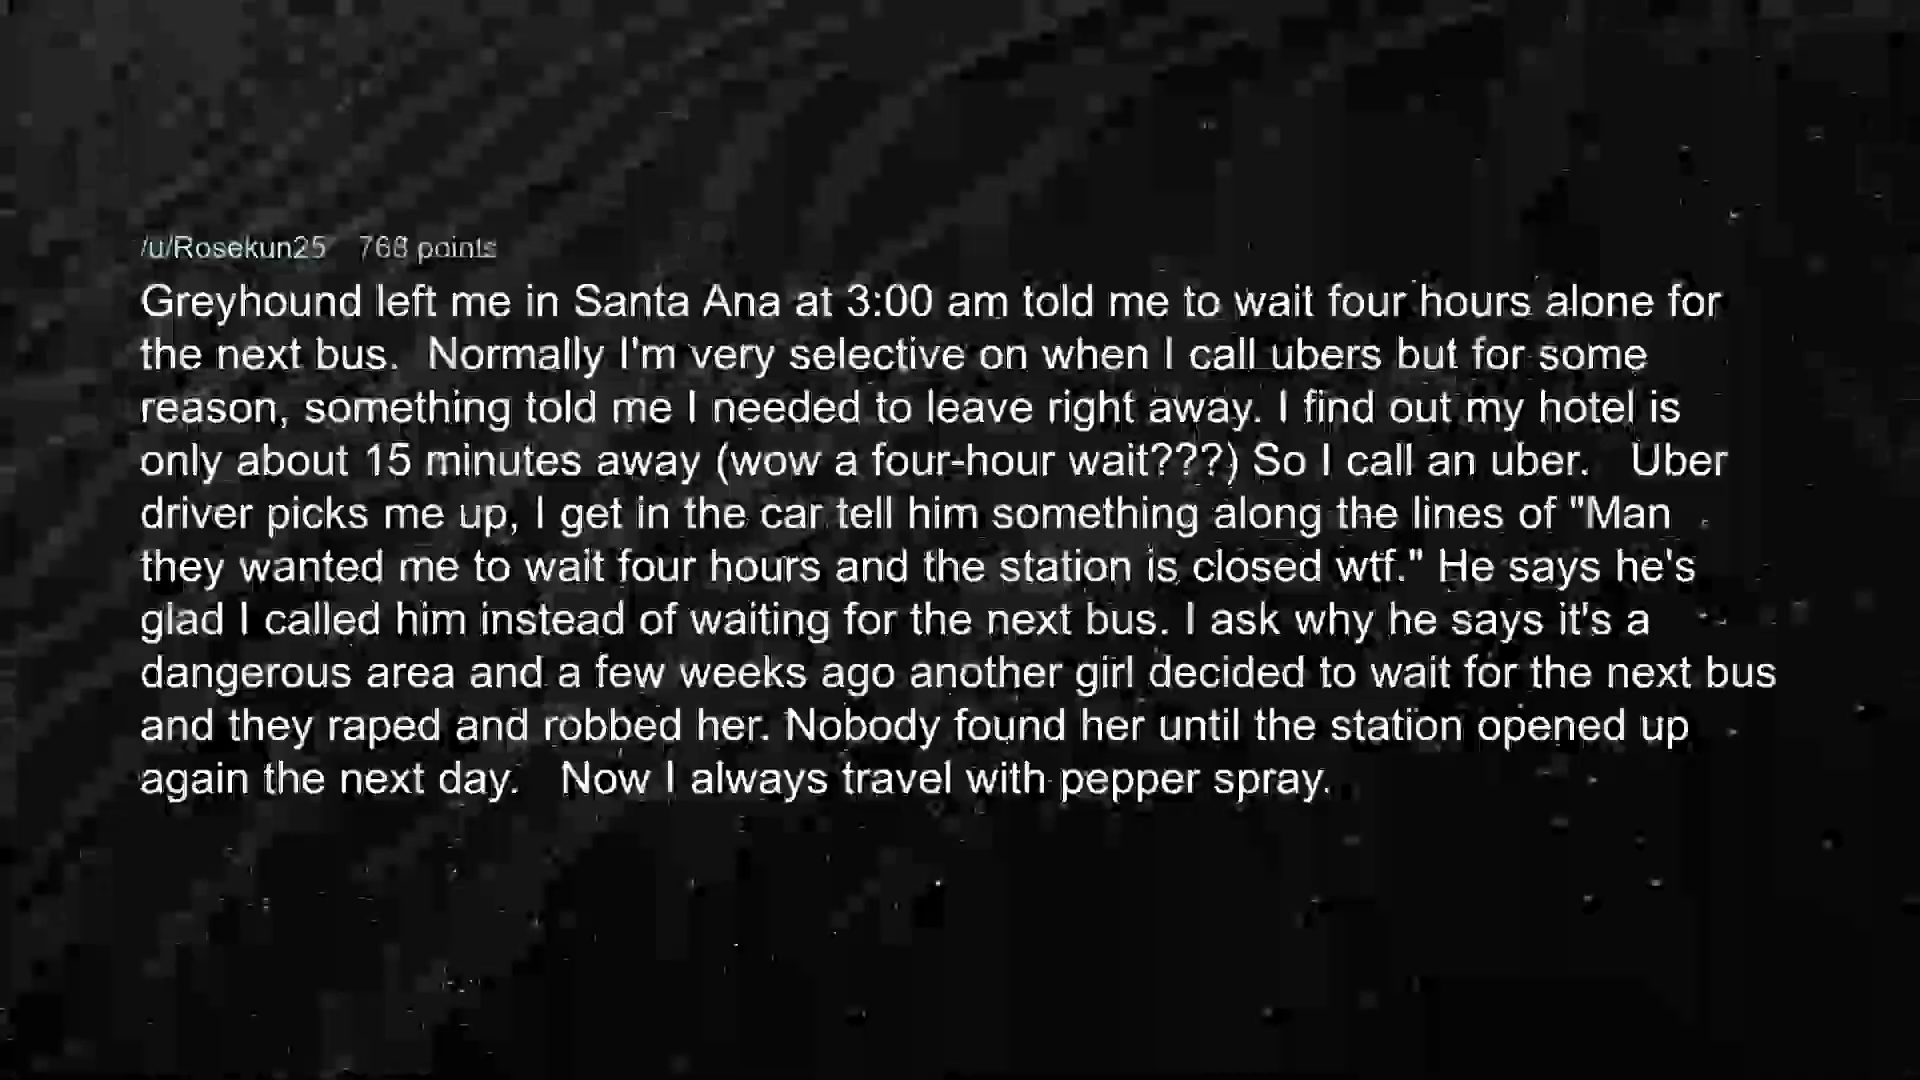 /u/Rosekun25 768 points
Greyhound left me in Santa Ana at 3:00 am told me to wait four hours alone for
the next bus.  Normally I'm very selective on when I call ubers but for some
reason, something told me I needed to leave right away. I find out my hotel is
only about 15 minutes away (wow a four-hour wait???) So I call an uber.   Uber
driver picks me up, I get in the car tell him something along the lines of "Man
they wanted me to wait four hours and the station is closed wtf." He says he's
glad I called him instead of waiting for the next bus. I ask why he says it's a
dangerous area and a few weeks ago another girl decided to wait for the next bus
and they raped and robbed her. Nobody found her until the station opened up
again the next day.   Now I always travel with pepper spray.